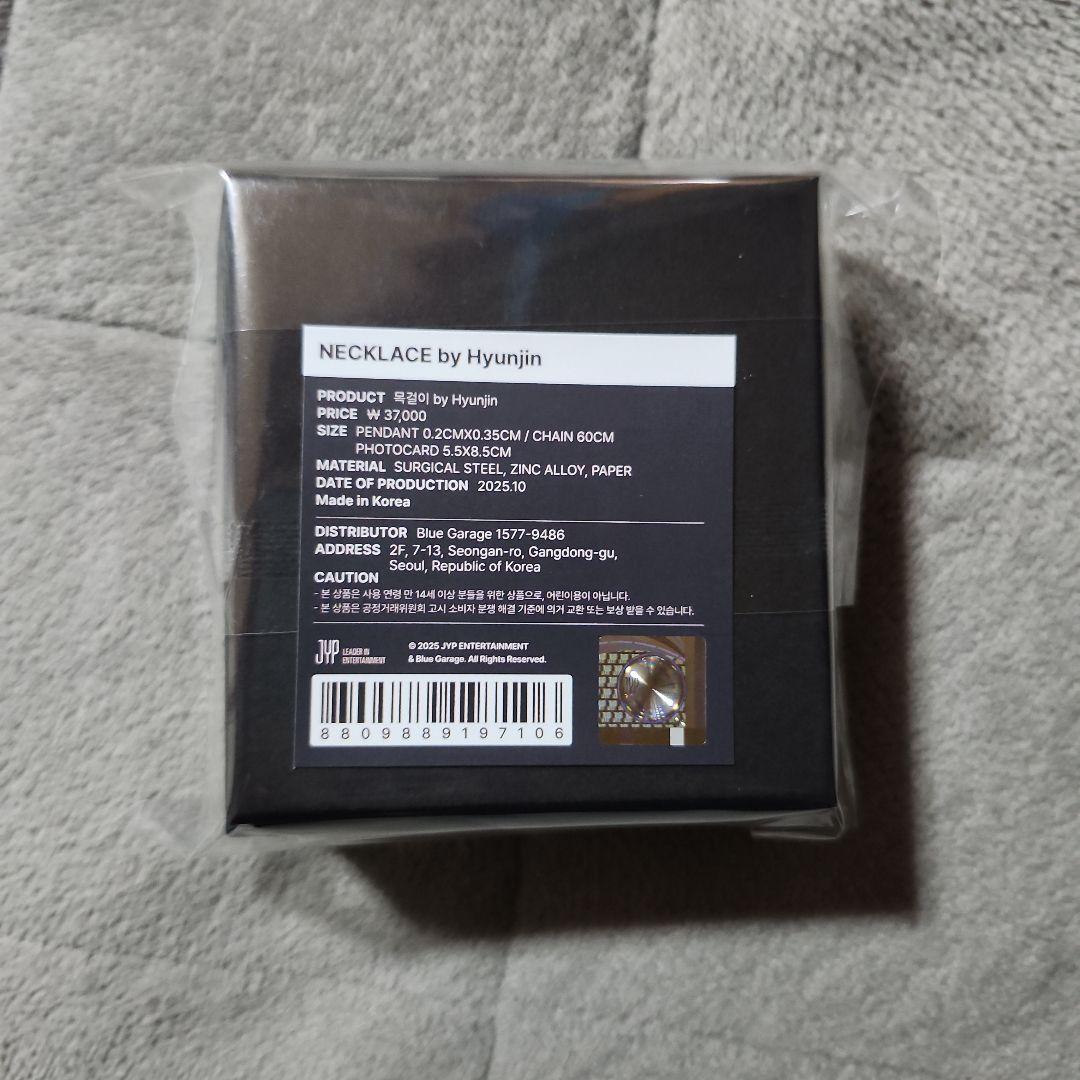 NECKLACE by Hyunjin
PRODUCT 목걸이 by Hyunjin
PRICE ₩ 37,000
SIZE PENDANT 0.2CMX0.35CM / CHAIN 60CM
PHOTOCARD 5.5X8.5CM
MATERIAL SURGICAL STEEL, ZINC ALLOY, PAPER
DATE OF PRODUCTION 2025.10
Made in Korea
DISTRIBUTOR Blue Garage 1577-9486
ADDRESS 2F, 7-13, Seongan-ro, Gangdong-gu,
Seoul, Republic of Korea
CAUTION
- 본 상품은 사용 연령 만 14세 이상 분들을 위한 상품으로, 어린이용이 아닙니다.
- 본 상품은 공정거래위원회 고시 소비자 분쟁 해결 기준에 의거 교환 또는 보상 받을 수 있습니다.
JYP LEADER IN
ENTERTAINMENT
© 2025 JYP ENTERTAINMENT
& Blue Garage. All Rights Reserved.
8809889197106